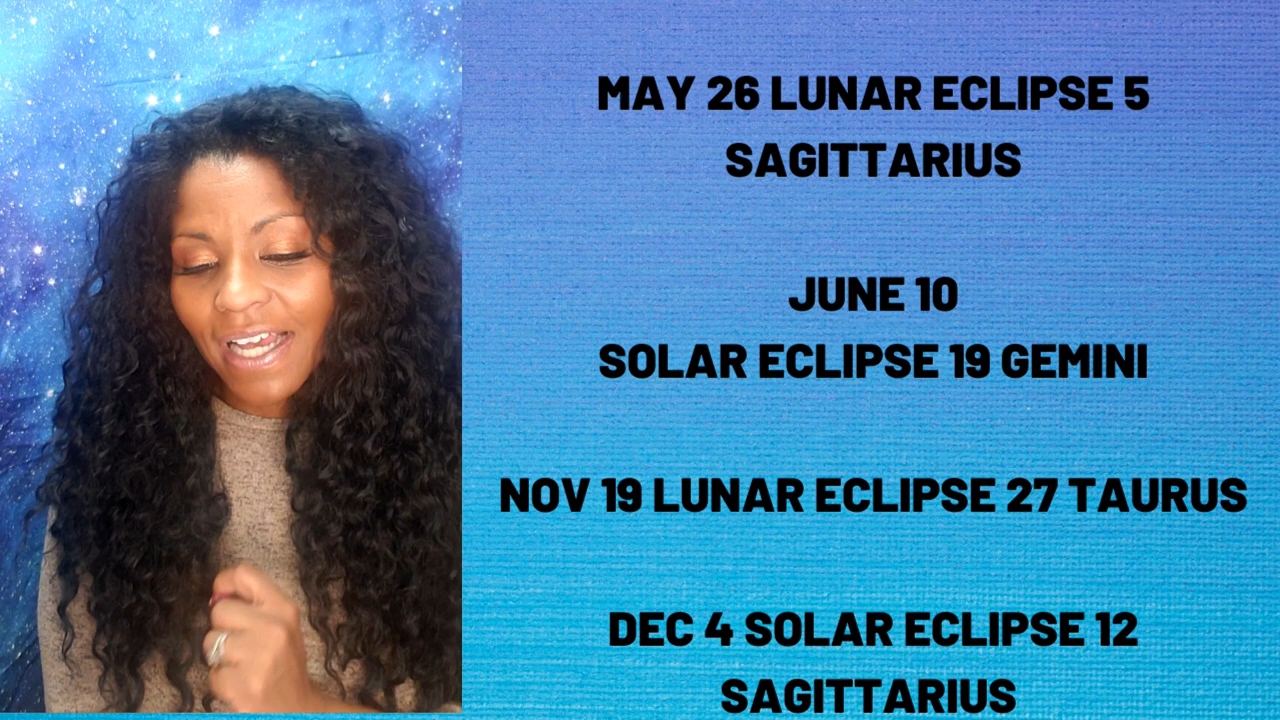 MAY 26 LUNAR ECLIPSE 5
SAGITTARIUS
JUNE 10
SOLAR ECLIPSE 19 GEMINI
NOV 19 LUNAR ECLIPSE 27 TAURUS
DEC 4 SOLAR ECLIPSE 12
SAGITTARIUS